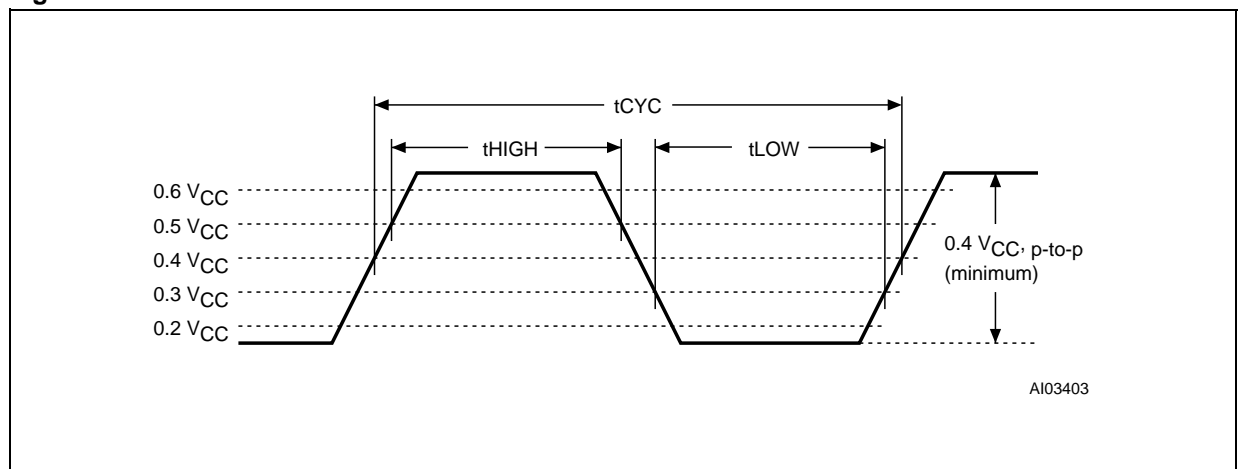 tCYC
tHIGH
tLOW
0.6 VCC
0.5 VCC
0.4 VCC
0.3 VCC
0.2 VCC
0.4 VCC, p-to-p
(minimum)
AI03403